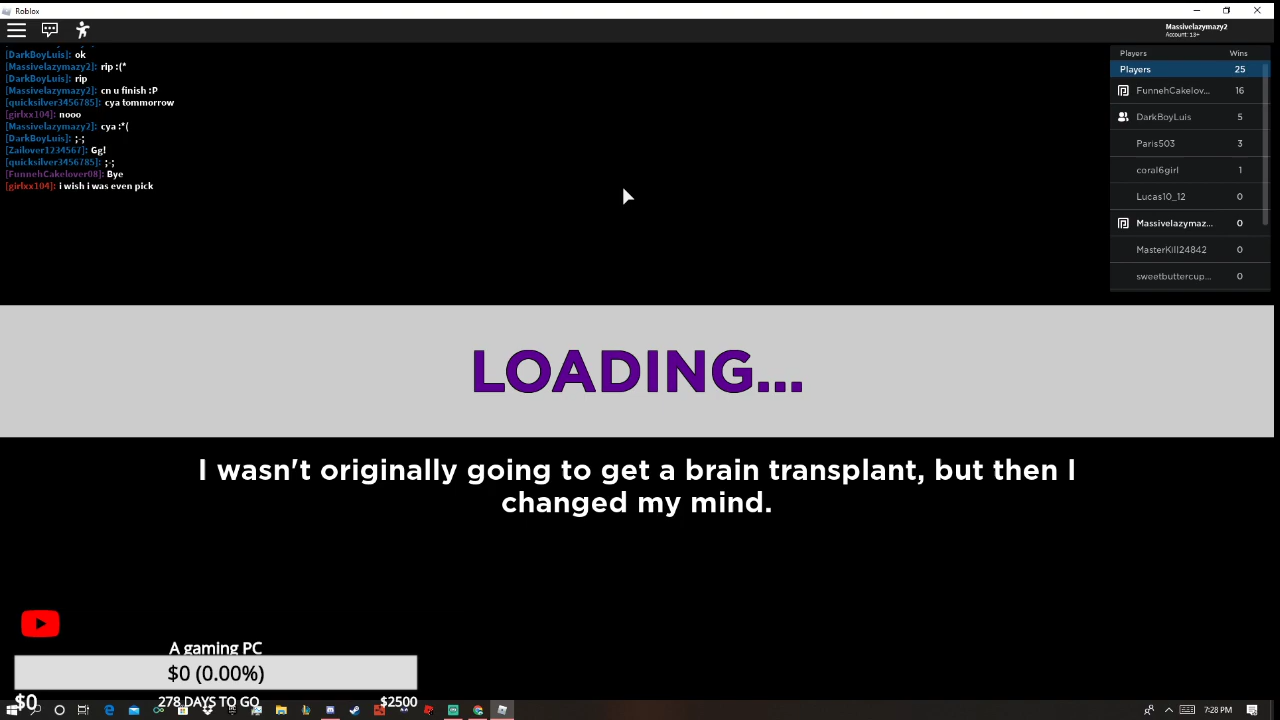 Roblox
Massivelazymazy2
Account: 13+
[DarkBoyLuis]: ok
[Massivelazymazy2]: rip :(*
[DarkBoyLuis]: rip
[Massivelazymazy2]: cn u finish :P
[quicksilver3456785]: cya tommorrow
[girlxx104]: nooo
[Massivelazymazy2]: cya :*(
[DarkBoyLuis]: ;-;
[Zailover1234567]: Gg!
[quicksilver3456785]: ;-;
[FunnehCakelover08]: Bye
[girlxx104]: i wish i was even pick
Players Wins
Players 25
FunnehCakelov... 16
DarkBoyLuis 5
Paris503 3
coral6girl 1
Lucas10_12 0
Massivelazymaz... 0
MasterKill24842 0
sweetbuttercup... 0
LOADING...
I wasn't originally going to get a brain transplant, but then I
changed my mind.
A gaming PC
$0 (0.00%)
$0 278 DAYS TO GO $2500
7:28 PM